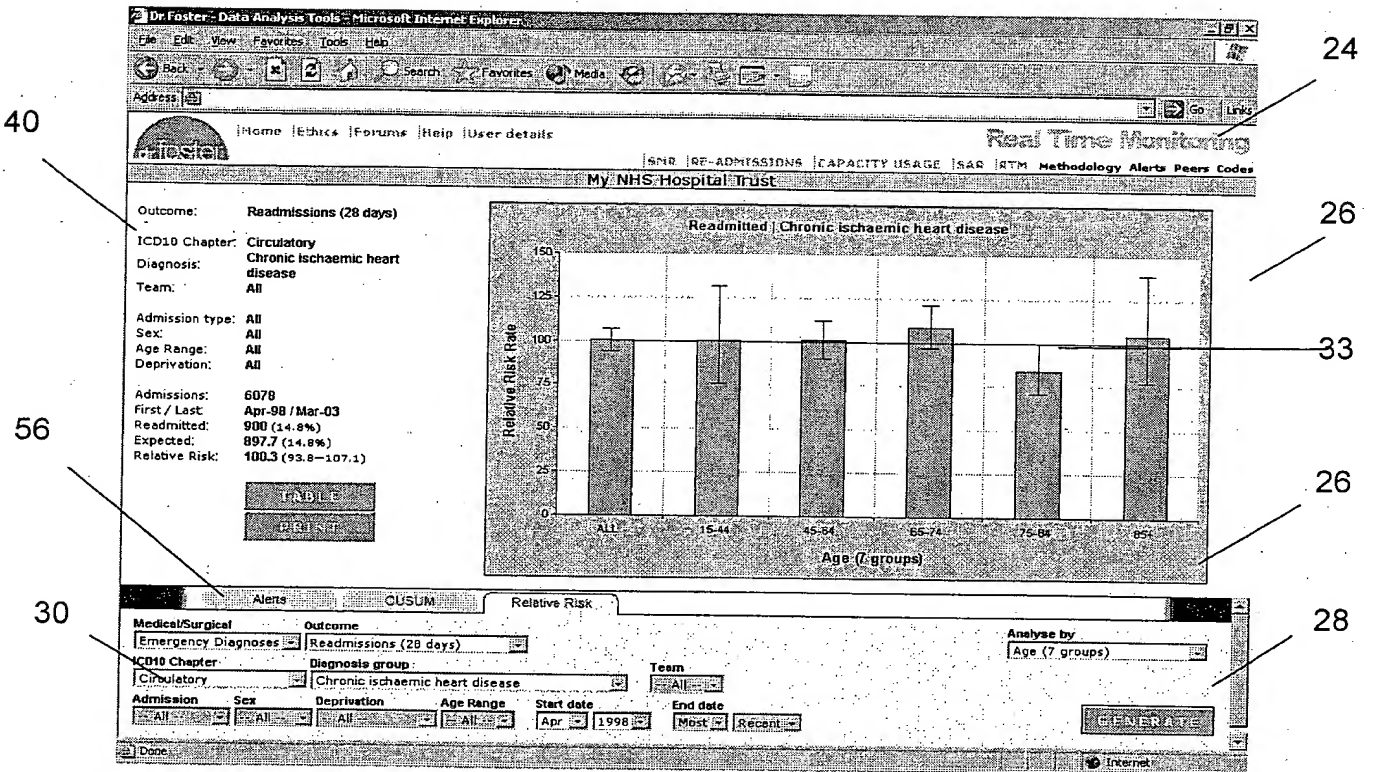 Dr Foster - Data Analysis Tools - Microsoft Internet Explorer
File Edit View Favorites Tools Help
Back Search Favorites Media
Address Go Links
Home |Ethics |Forums |Help |User details
Real Time Monitoring
|SMR |RE-ADMISSIONS |CAPACITY USAGE |SAR |RTM Methodology Alerts Peers Codes
My NHS Hospital Trust
Outcome: Readmissions (28 days)
ICD10 Chapter: Circulatory
Diagnosis: Chronic ischaemic heart disease
Team: All
Admission type: All
Sex: All
Age Range: All
Deprivation: All
Admissions: 6078
First / Last Apr-98 / Mar-03
Readmitted: 900 (14.8%)
Expected: 897.7 (14.8%)
Relative Risk: 100.3 (93.8–107.1)
TABLE
PRINT
Readmitted | Chronic ischaemic heart disease
Relative Risk Rate
150
125
100
75
50
25
0
ALL 15-44 45-64 65-74 75-84 85+
Age (7 groups)
Alerts CUSUM Relative Risk
Medical/Surgical Outcome Analyse by
Emergency Diagnoses Readmissions (28 days) Age (7 groups)
ICD10 Chapter Diagnosis group Team
Circulatory Chronic ischaemic heart disease -- All
Admission Sex Deprivation Age Range Start date End date
-- All -- All -- All -- All Apr 1998 Most Recent
GENERATE
Done Internet
24
40
26
33
56
26
30
28